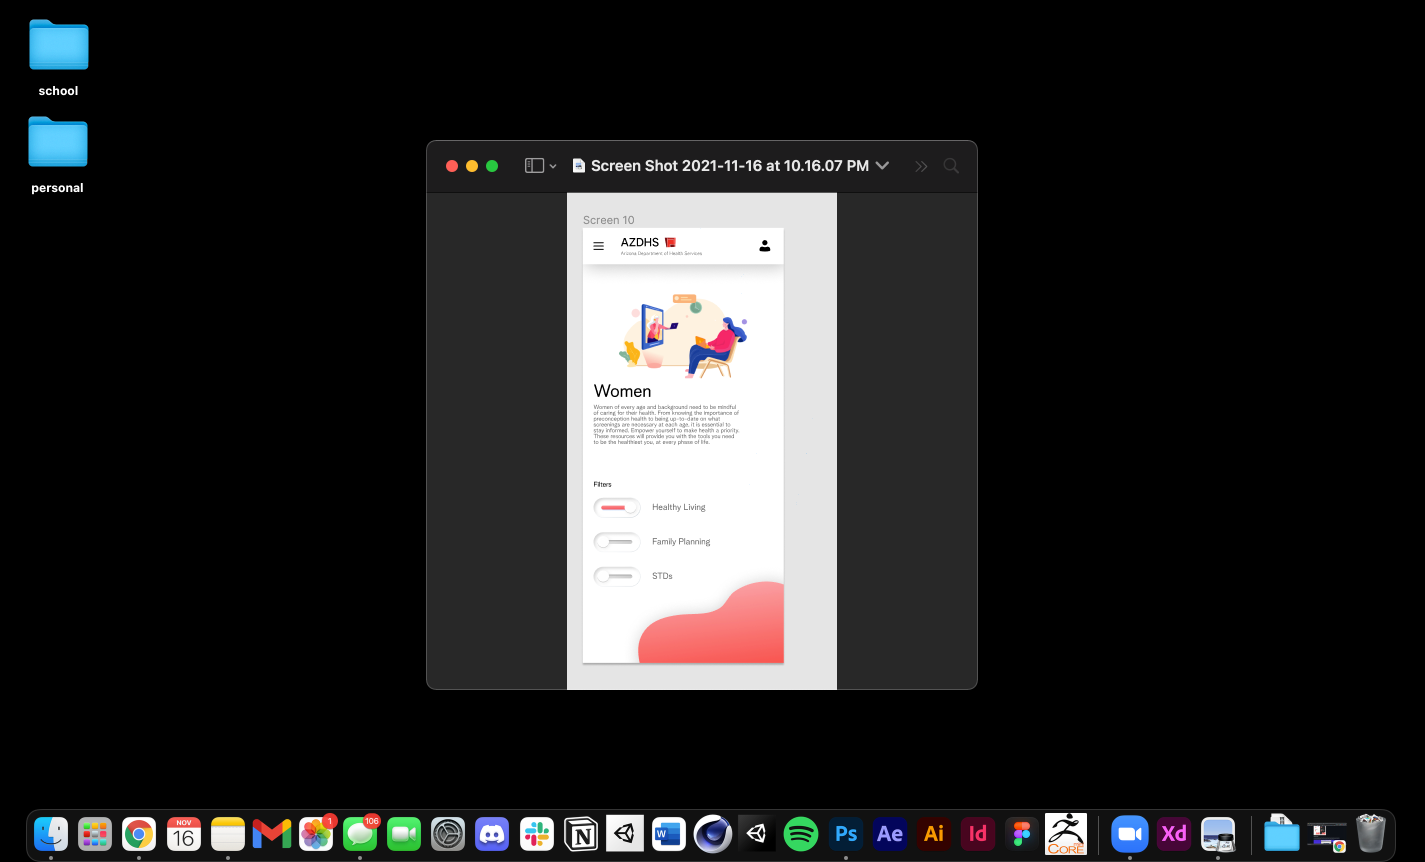 school
personal
Screen Shot 2021-11-16 at 10.16.07 PM
Screen 10
AZDHS
Arizona Department of Health Services
Women
Women of every age and background need to be mindful
of caring for their health. From knowing the importance of
preconception health to being up-to-date on what
screenings are necessary at each age, it is essential to
stay informed. Empower yourself to make health a priority.
These resources will provide you with the tools you need
to be the healthiest you, at every phase of life.
Filters
Healthy Living
Family Planning
STDs
NOV
16
1
106
N
W
Ps
Ae
Ai
Id
CORE
Xd